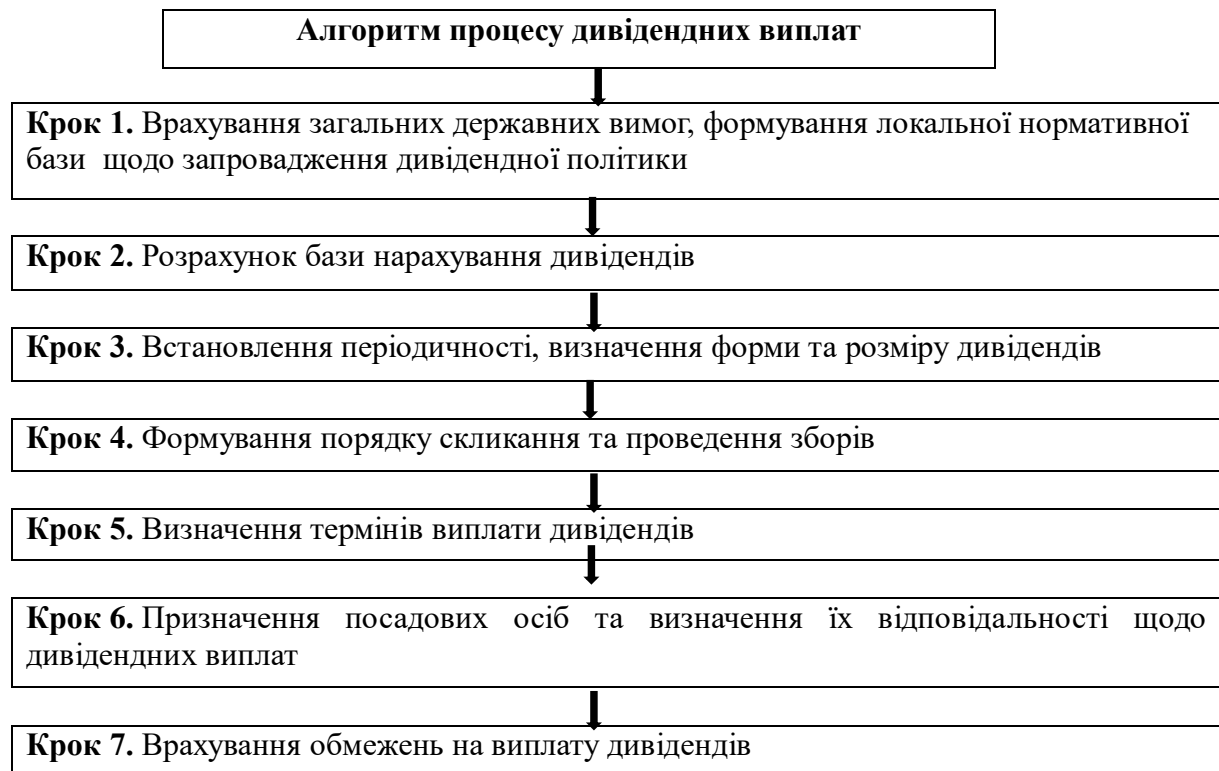 Алгоритм процесу дивідендних виплат
Крок 1. Врахування загальних державних вимог, формування локальної нормативної
бази щодо запровадження дивідендної політики
Крок 2. Розрахунок бази нарахування дивідендів
Крок 3. Встановлення періодичності, визначення форми та розміру дивідендів
Крок 4. Формування порядку скликання та проведення зборів
Крок 5. Визначення термінів виплати дивідендів
Крок 6. Призначення посадових осіб та визначення їх відповідальності щодо
дивідендних виплат
Крок 7. Врахування обмежень на виплату дивідендів